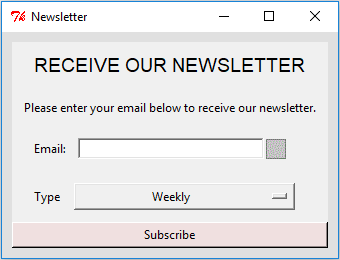 Newsletter
RECEIVE OUR NEWSLETTER
Please enter your email below to receive our newsletter.
Email:
Type
Weekly
Subscribe